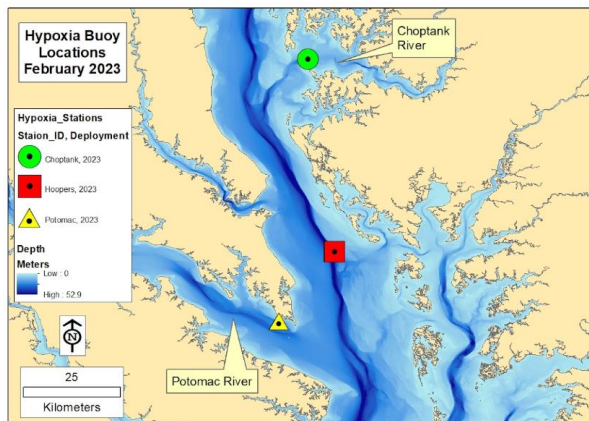 Hypoxia Buoy
Locations
February 2023
Choptank
River
Hypoxia_Stations
Staion_ID, Deployment
Choptank, 2023
Hoopers, 2023
Potomac, 2023
Depth
Meters
Low : 0
High : 52.9
N
25
Kilometers
Potomac River